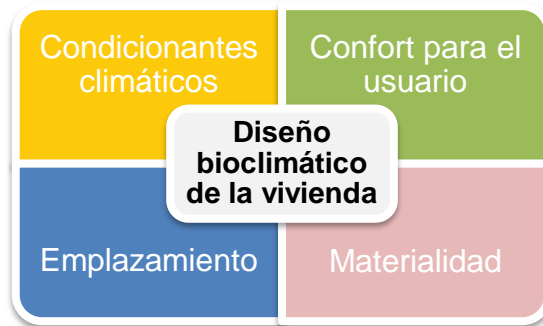 Condicionantes
climáticos
Confort para el
usuario
Diseño
bioclimático
de la vivienda
Emplazamiento
Materialidad